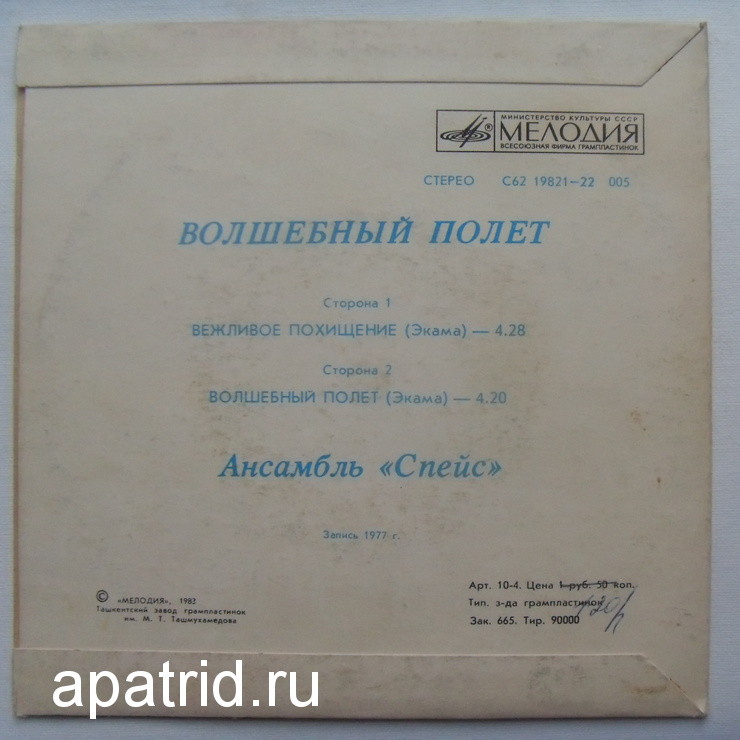 МИНИСТЕРСТВО КУЛЬТУРЫ СССР
® МЕЛОДИЯ
ВСЕСОЮЗНАЯ ФИРМА ГРАМПЛАСТИНОК
СТЕРЕО С62 19821—22 005
ВОЛШЕБНЫЙ ПОЛЕТ
Сторона 1
ВЕЖЛИВОЕ ПОХИЩЕНИЕ (Экама) — 4.28
Сторона 2
ВОЛШЕБНЫЙ ПОЛЕТ (Экама) — 4.20
Ансамбль «Спейс»
Запись 1977 г.
© «МЕЛОДИЯ», 1983
Ташкентский завод грампластинок
им. М. Т. Ташмухамедова
Арт. 10-4. Цена 1 руб. 50 коп.
Тип. з-да грампластинок
Зак. 665. Тир. 90000
apatrid.ru